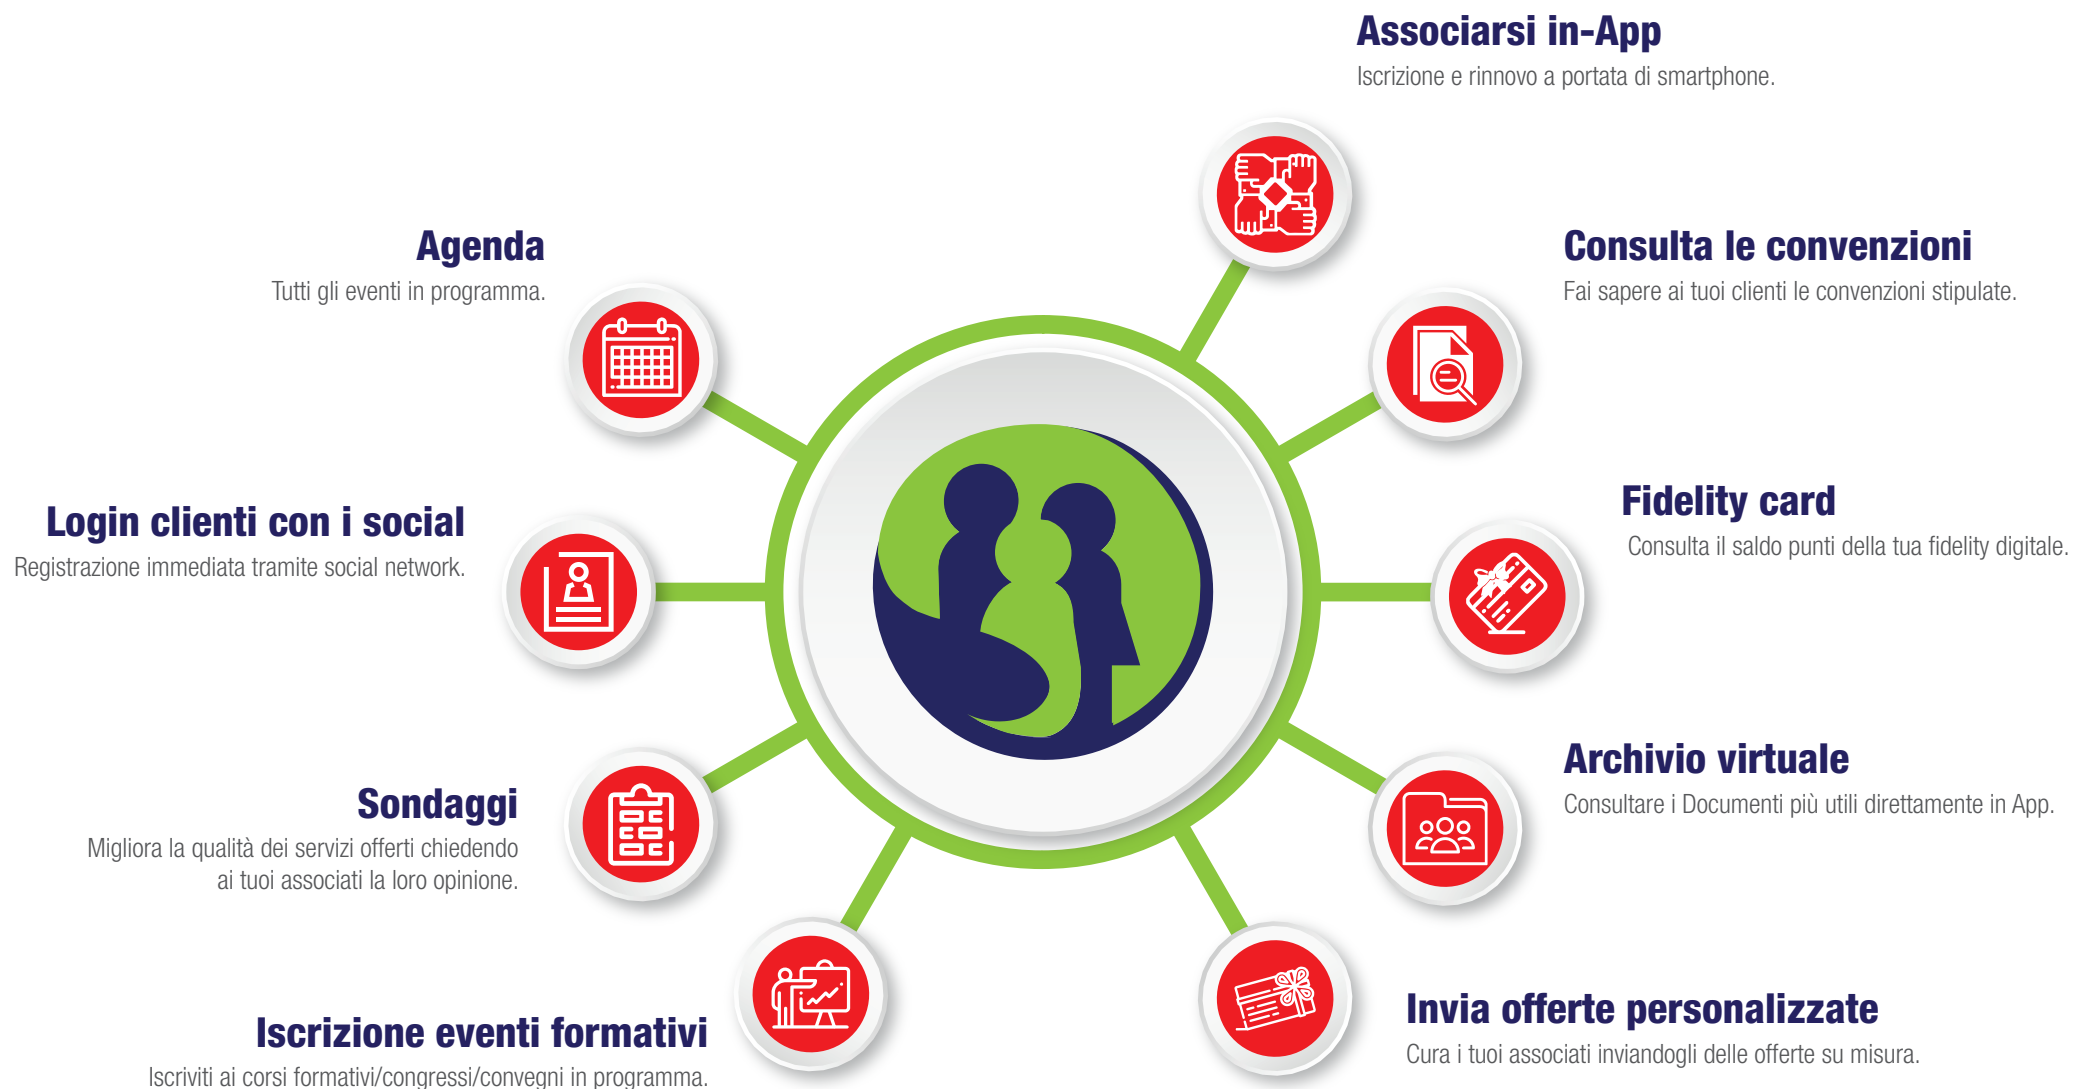 Associarsi in-App
Iscrizione e rinnovo a portata di smartphone.
Agenda
Tutti gli eventi in programma.
Consulta le convenzioni
Fai sapere ai tuoi clienti le convenzioni stipulate.
Login clienti con i social
Registrazione immediata tramite social network.
Fidelity card
Consulta il saldo punti della tua fidelity digitale.
Sondaggi
Migliora la qualità dei servizi offerti chiedendo
ai tuoi associati la loro opinione.
Archivio virtuale
Consultare i Documenti più utili direttamente in App.
Iscrizione eventi formativi
Iscriviti ai corsi formativi/congressi/convegni in programma.
Invia offerte personalizzate
Cura i tuoi associati inviandogli delle offerte su misura.